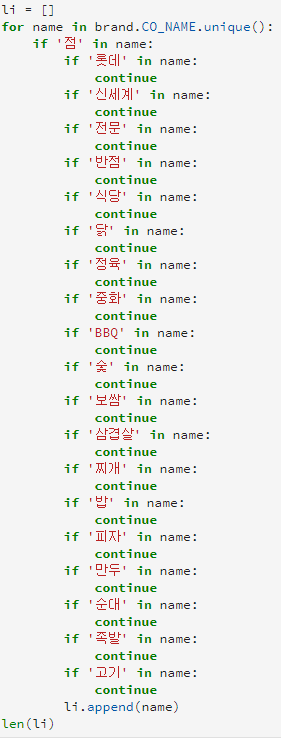 li = []
for name in brand.CO_NAME.unique():
    if '점' in name:
        if '롯데' in name:
            continue
        if '신세계' in name:
            continue
        if '전문' in name:
            continue
        if '반점' in name:
            continue
        if '식당' in name:
            continue
        if '닭' in name:
            continue
        if '정육' in name:
            continue
        if '중화' in name:
            continue
        if 'BBQ' in name:
            continue
        if '숯' in name:
            continue
        if '보쌈' in name:
            continue
        if '삼겹살' in name:
            continue
        if '찌개' in name:
            continue
        if '밥' in name:
            continue
        if '피자' in name:
            continue
        if '만두' in name:
            continue
        if '순대' in name:
            continue
        if '족발' in name:
            continue
        if '고기' in name:
            continue
        li.append(name)
len(li)